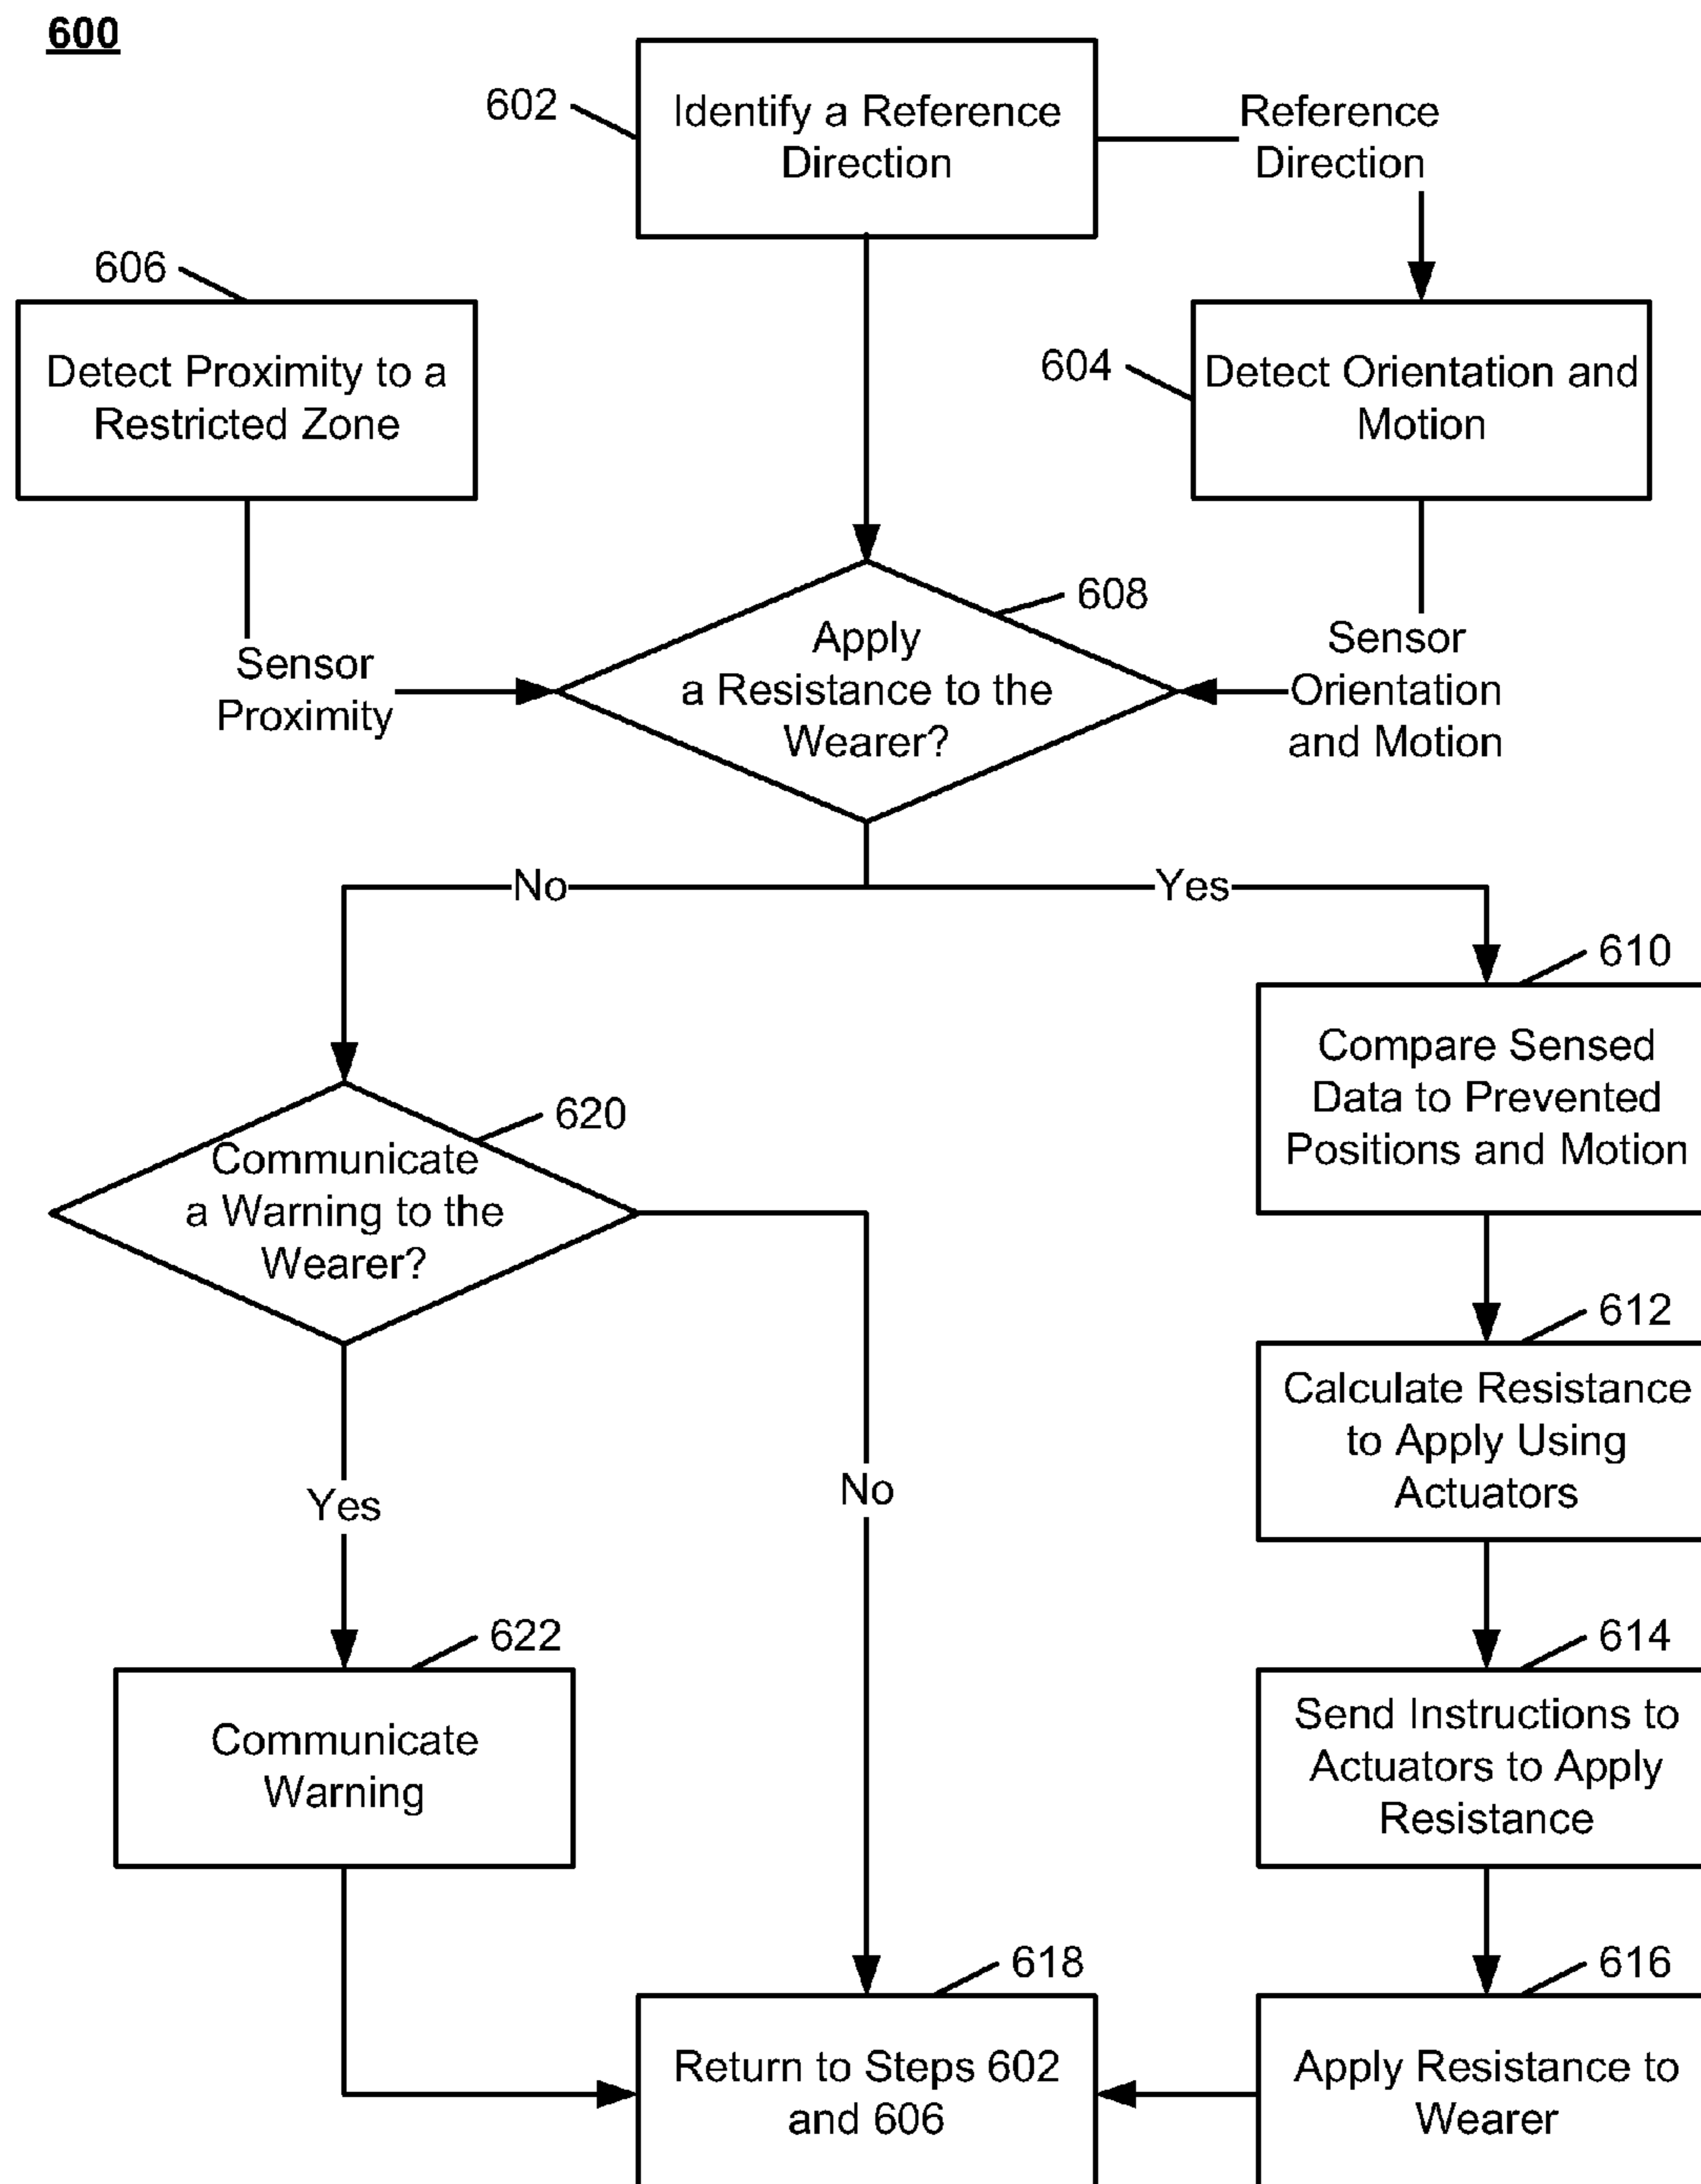 600
602
Identify a Reference
Direction
Reference
Direction
606
Detect Proximity to a
Restricted Zone
604
Detect Orientation and
Motion
608
Apply
a Resistance to the
Wearer?
Sensor
Proximity
Sensor
Orientation
and Motion
No
Yes
610
Compare Sensed
Data to Prevented
Positions and Motion
620
Communicate
a Warning to the
Wearer?
612
Calculate Resistance
to Apply Using
Actuators
Yes
No
614
Send Instructions to
Actuators to Apply
Resistance
622
Communicate
Warning
618
Return to Steps 602
and 606
616
Apply Resistance to
Wearer